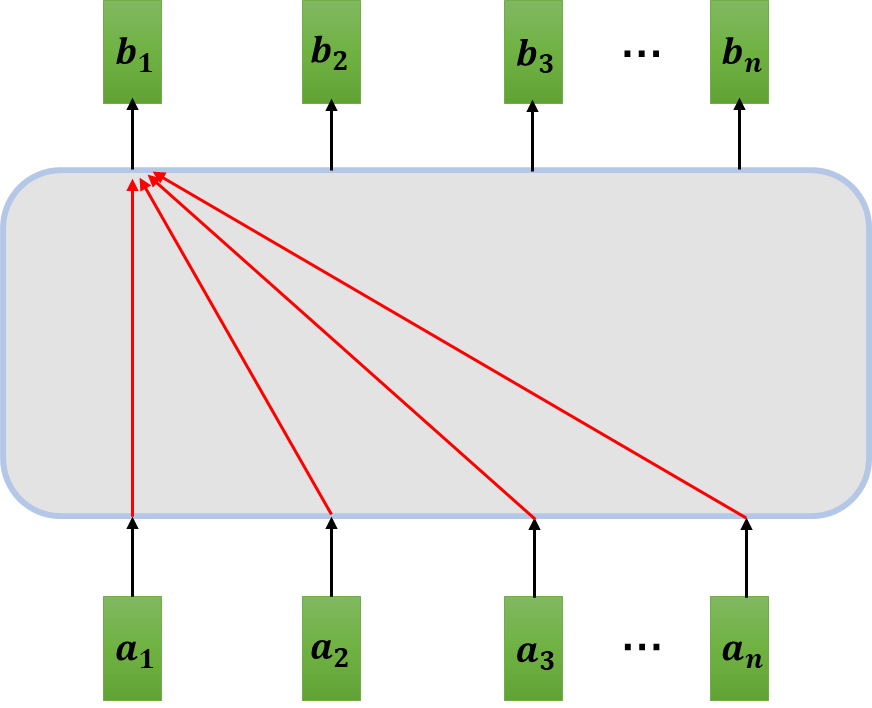 b₁ b₂ b₃ ⋯ bₙ
a₁ a₂ a₃ ⋯ aₙ